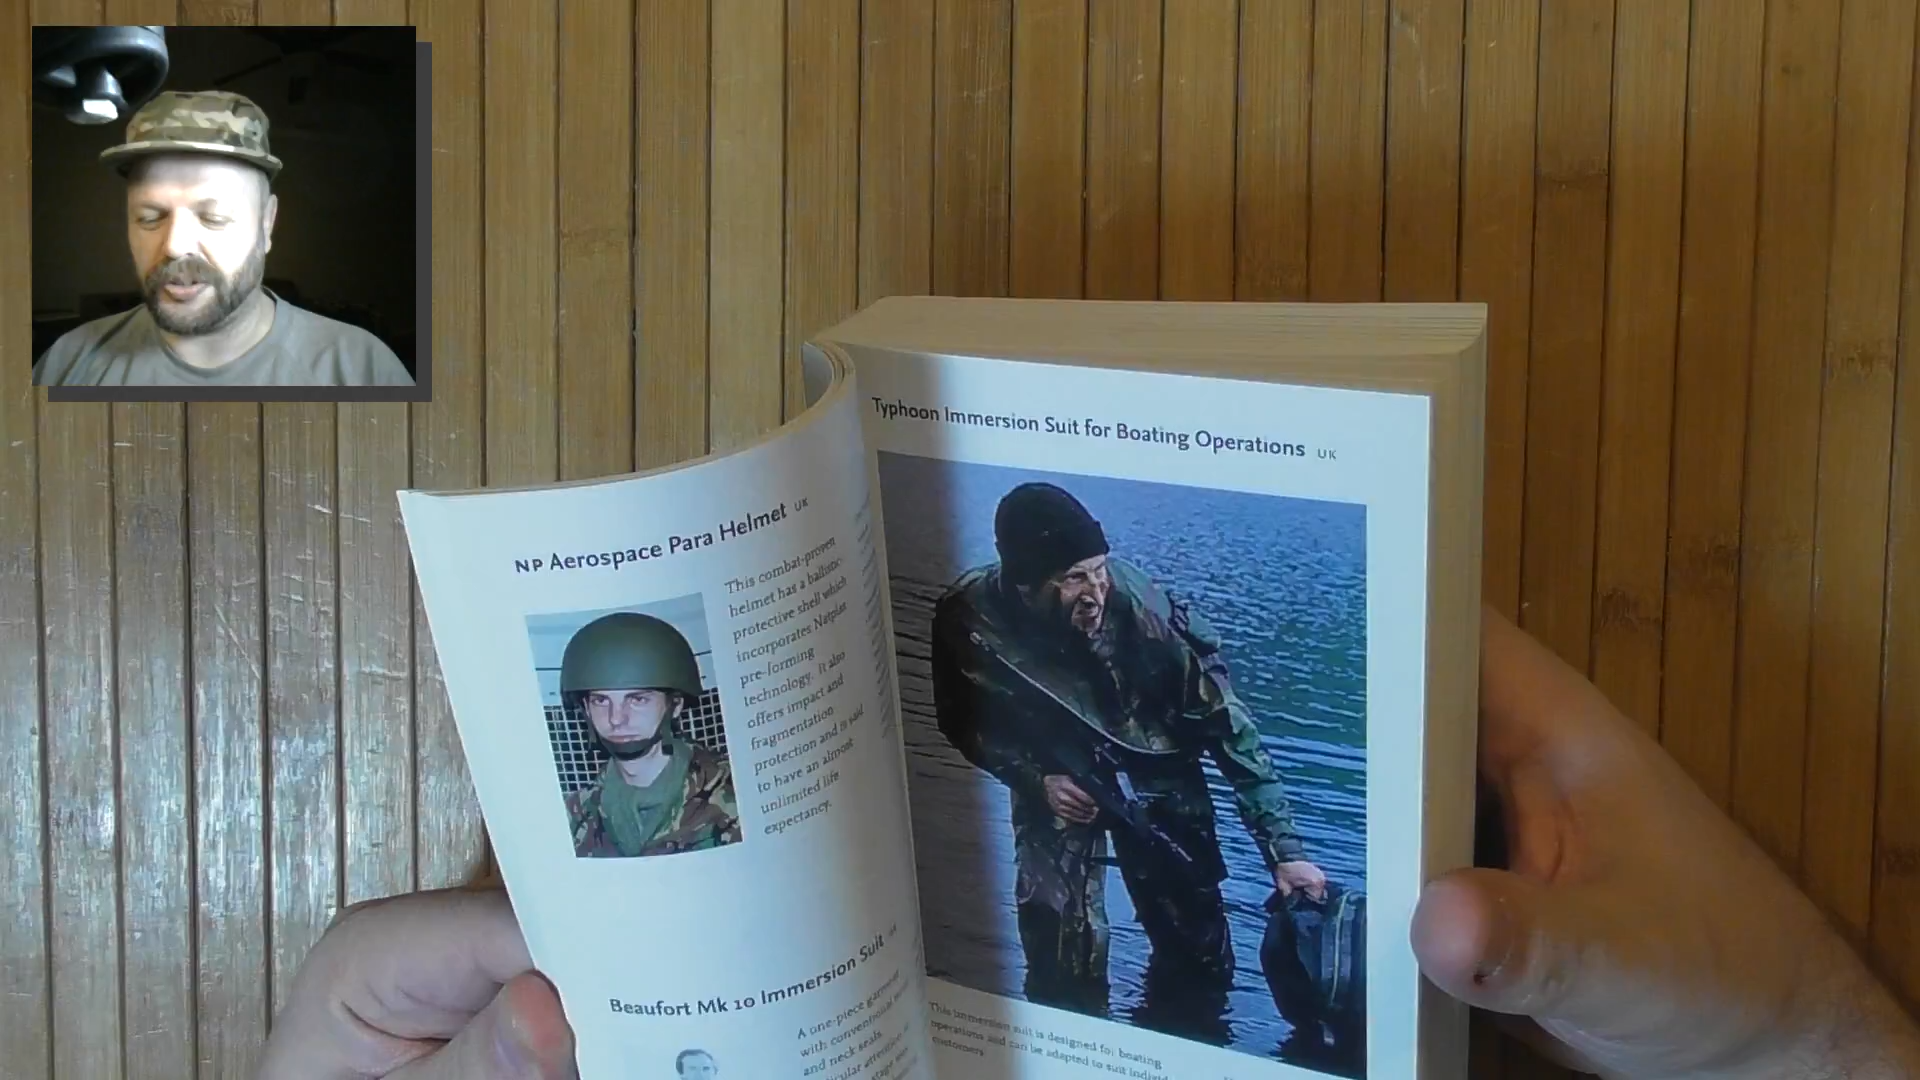 NP Aerospace Para Helmet UK
This combat-proven
helmet has a ballistic-
protective shell which
incorporates Natplas
pre-forming
technology. It also
offers impact and
fragmentation
protection and is said
to have an almost
unlimited life
expectancy.
Beaufort Mk 10 Immersion Suit
A one-piece garment
with conventional
and neck seals.
Typhoon Immersion Suit for Boating Operations UK
This immersion suit is designed for boating
operations and can be adapted to suit
customers